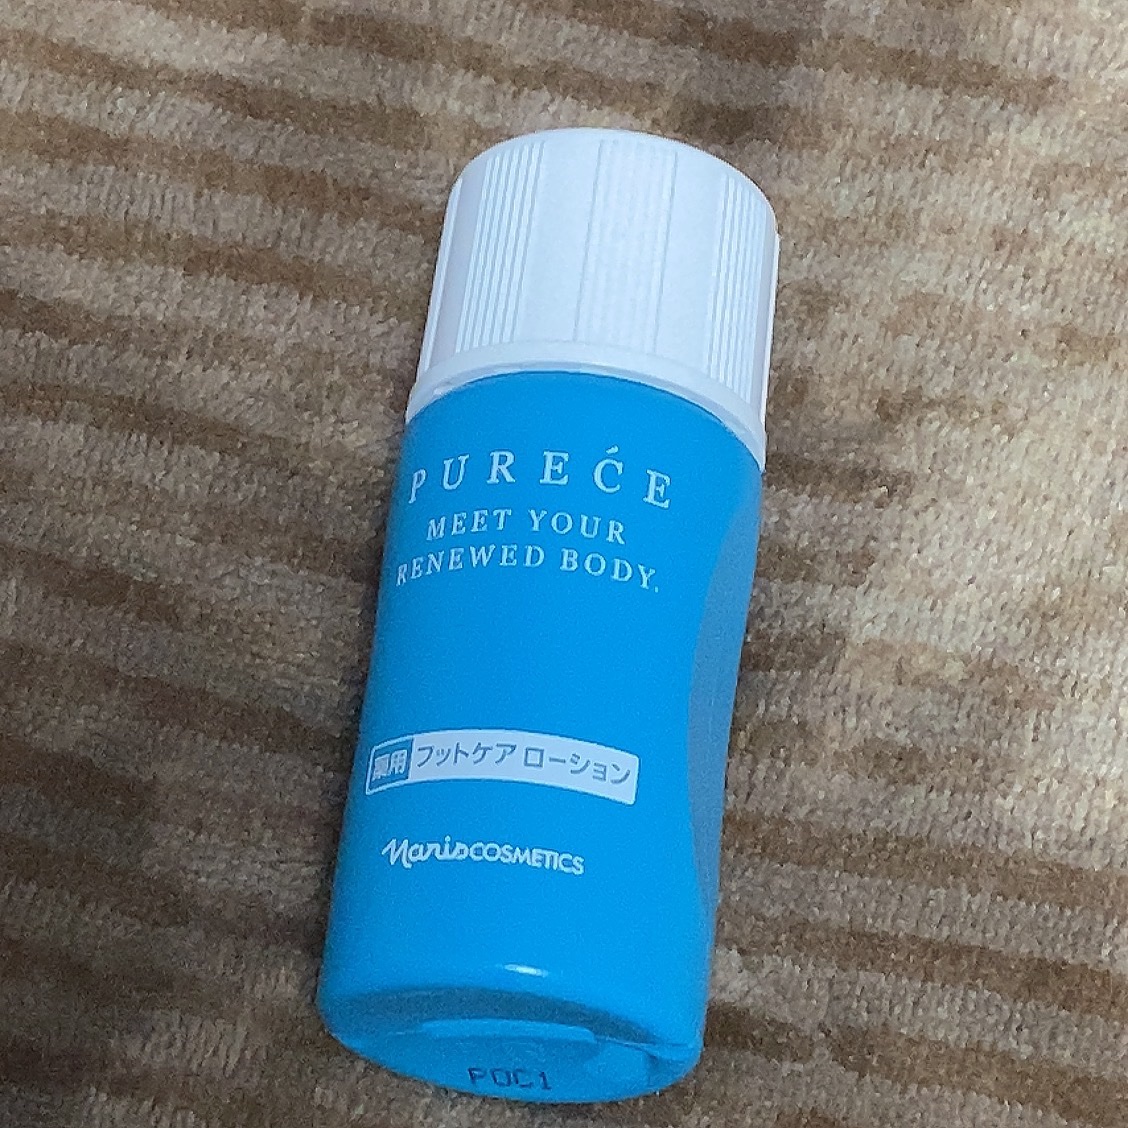 PUREĆE
MEET YOUR
RENEWED BODY.
薬用 フットケア ローション
Naris COSMETICS
POC1